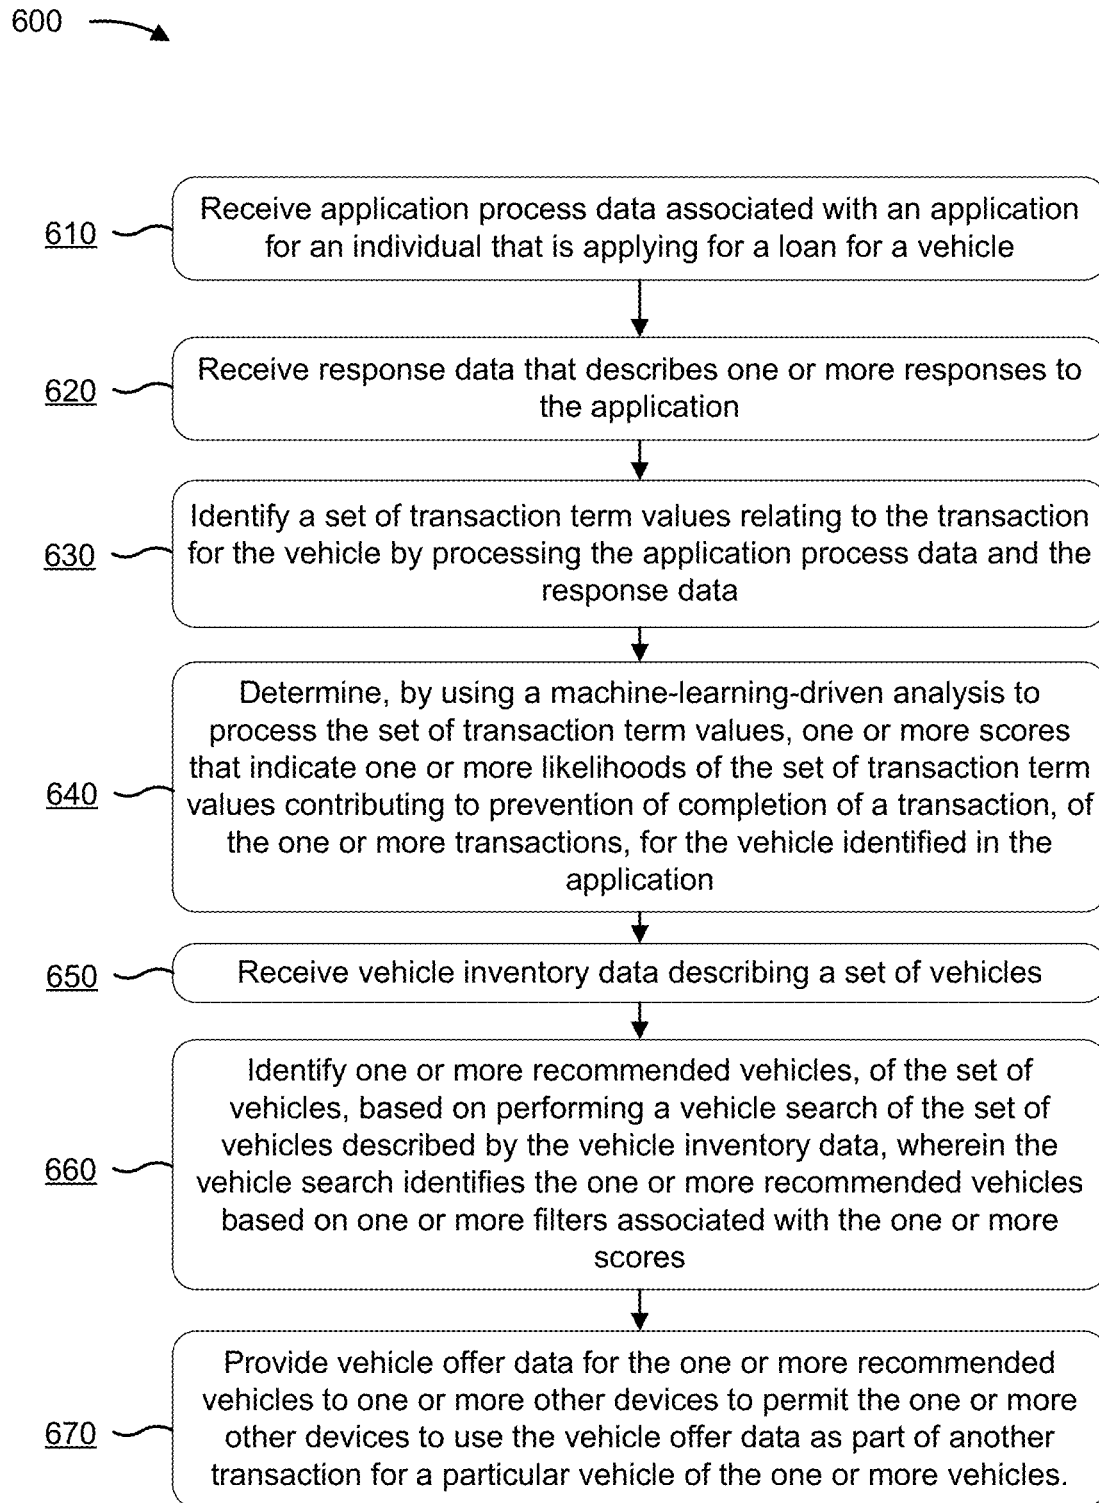 600
610
Receive application process data associated with an application
for an individual that is applying for a loan for a vehicle
620
Receive response data that describes one or more responses to
the application
630
Identify a set of transaction term values relating to the transaction
for the vehicle by processing the application process data and the
response data
640
Determine, by using a machine-learning-driven analysis to
process the set of transaction term values, one or more scores
that indicate one or more likelihoods of the set of transaction term
values contributing to prevention of completion of a transaction, of
the one or more transactions, for the vehicle identified in the
application
650
Receive vehicle inventory data describing a set of vehicles
660
Identify one or more recommended vehicles, of the set of
vehicles, based on performing a vehicle search of the set of
vehicles described by the vehicle inventory data, wherein the
vehicle search identifies the one or more recommended vehicles
based on one or more filters associated with the one or more
scores
670
Provide vehicle offer data for the one or more recommended
vehicles to one or more other devices to permit the one or more
other devices to use the vehicle offer data as part of another
transaction for a particular vehicle of the one or more vehicles.